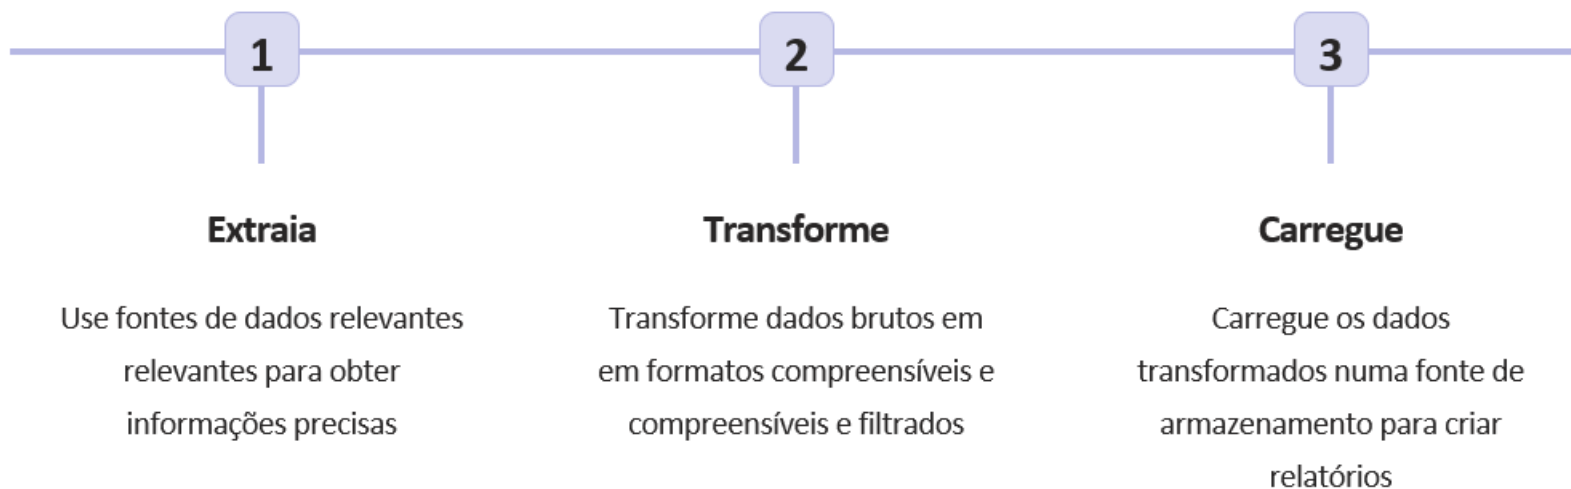 1
Extraia
Use fontes de dados relevantes
relevantes para obter
informações precisas
2
Transforme
Transforme dados brutos em
em formatos compreensíveis e
compreensíveis e filtrados
3
Carregue
Carregue os dados
transformados numa fonte de
armazenamento para criar
relatórios